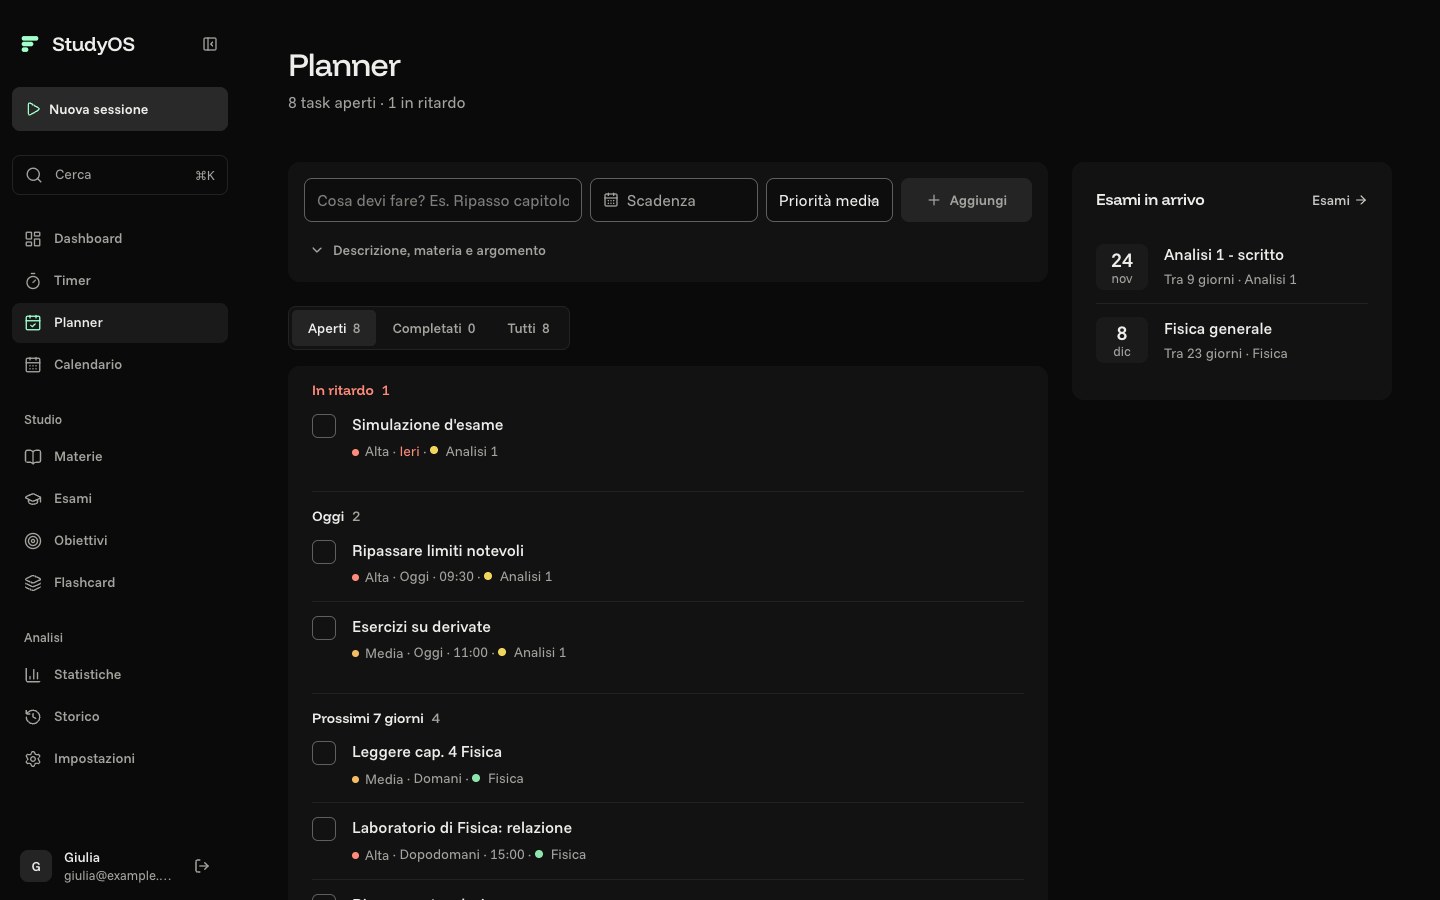 StudyOS
Nuova sessione
Cerca ⌘K
Dashboard
Timer
Planner
Calendario
Studio
Materie
Esami
Obiettivi
Flashcard
Analisi
Statistiche
Storico
Impostazioni
G
Giulia
giulia@example.…
Planner
8 task aperti · 1 in ritardo
Cosa devi fare? Es. Ripasso capitolo
Scadenza
Priorità media
Aggiungi
Descrizione, materia e argomento
Aperti 8 Completati 0 Tutti 8
In ritardo 1
Simulazione d'esame
Alta · Ieri · Analisi 1
Oggi 2
Ripassare limiti notevoli
Alta · Oggi · 09:30 · Analisi 1
Esercizi su derivate
Media · Oggi · 11:00 · Analisi 1
Prossimi 7 giorni 4
Leggere cap. 4 Fisica
Media · Domani · Fisica
Laboratorio di Fisica: relazione
Alta · Dopodomani · 15:00 · Fisica
Esami in arrivo Esami →
24 nov
Analisi 1 - scritto
Tra 9 giorni · Analisi 1
8 dic
Fisica generale
Tra 23 giorni · Fisica